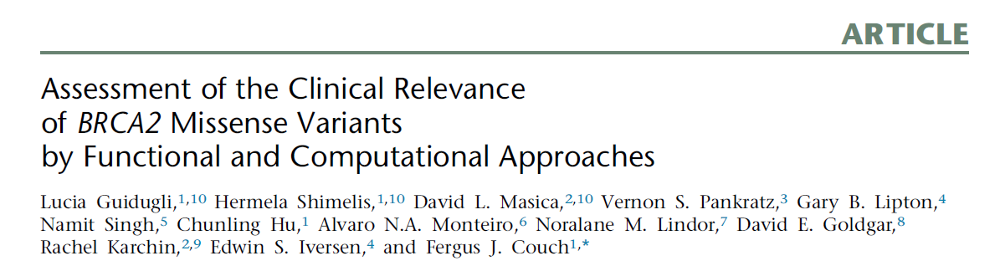 ARTICLE
Assessment of the Clinical Relevance
of BRCA2 Missense Variants
by Functional and Computational Approaches
Lucia Guidugli,1,10 Hermela Shimelis,1,10 David L. Masica,2,10 Vernon S. Pankratz,3 Gary B. Lipton,4
Namit Singh,5 Chunling Hu,1 Alvaro N.A. Monteiro,6 Noralane M. Lindor,7 David E. Goldgar,8
Rachel Karchin,2,9 Edwin S. Iversen,4 and Fergus J. Couch1,*